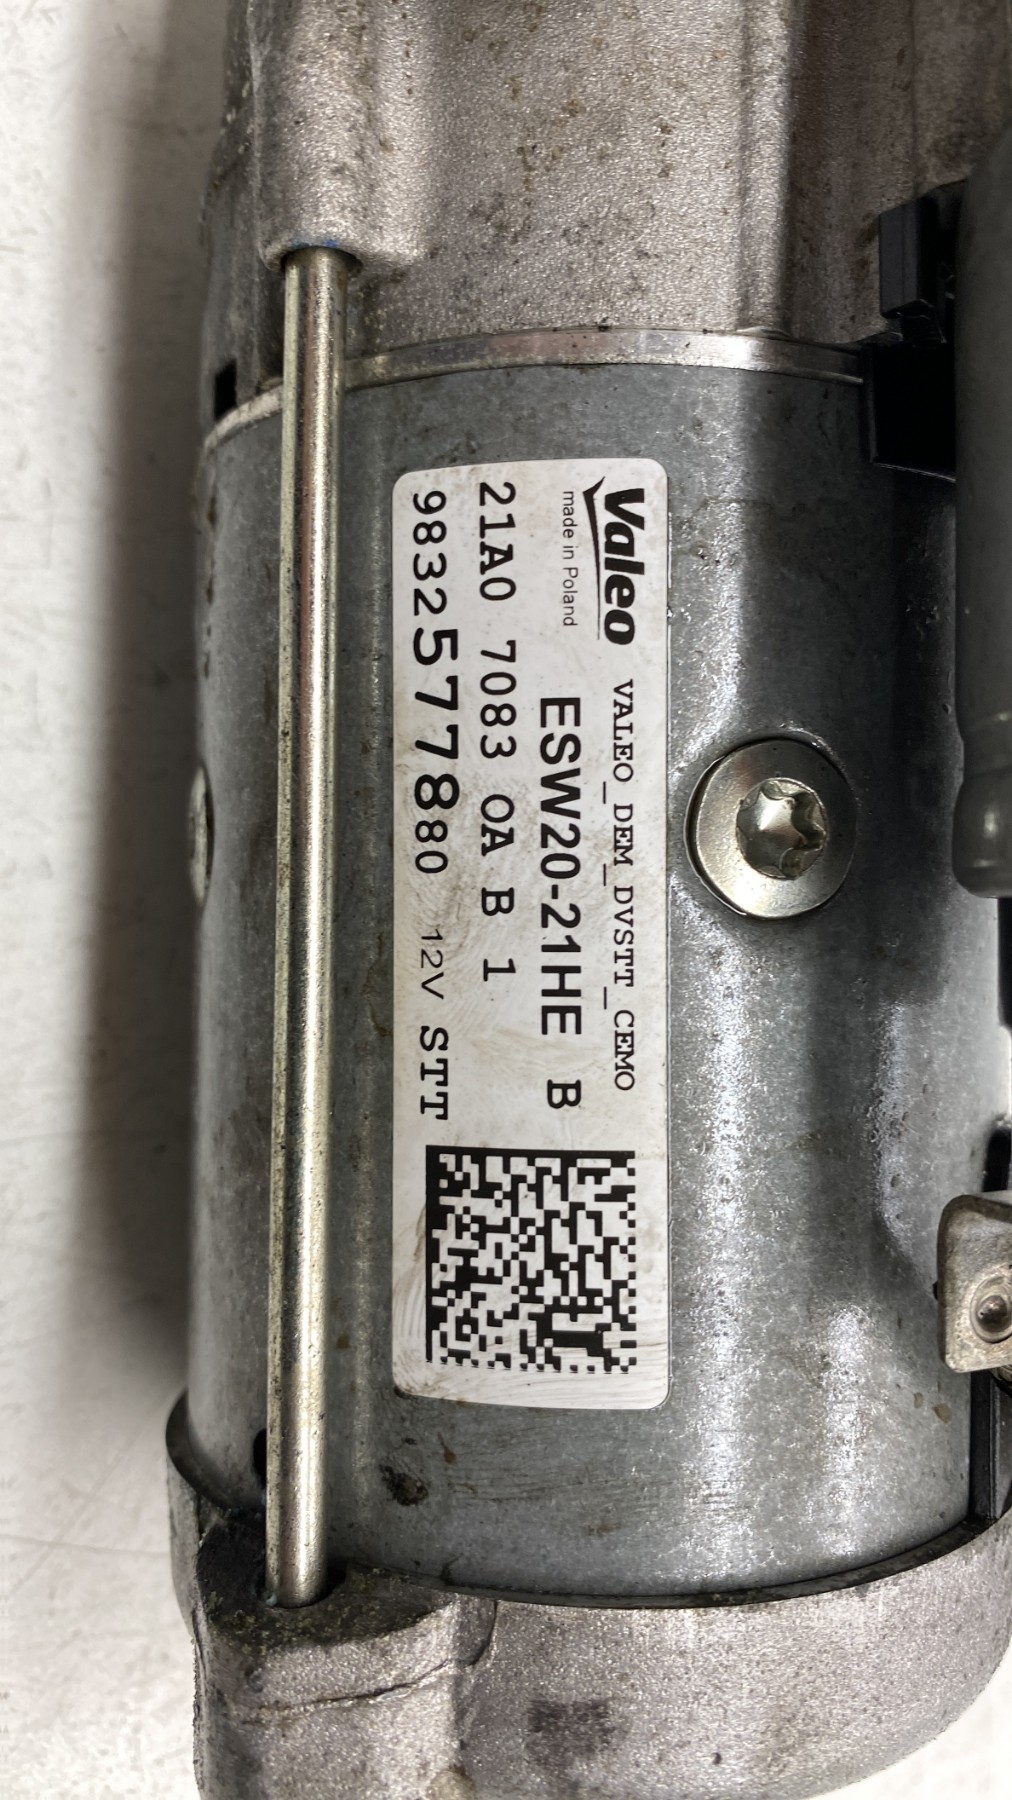 Valeo
made in Poland
VALEO_DEM_DVSTT_CEMO
ESW20-21HE B
21A0 7083 OA B 1
9832577880 12V STT